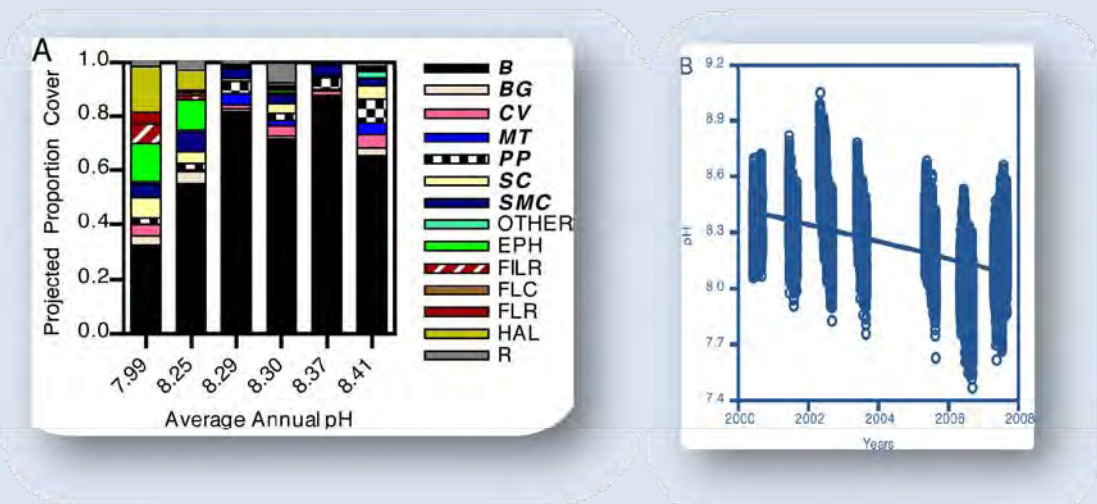 A
Projected Proportion Cover
1.0
0.8
0.6
0.4
0.2
0.0
7.99
8.25
8.29
8.30
8.37
8.41
Average Annual pH
B
BG
CV
MT
PP
SC
SMC
OTHER
EPH
FILR
FLC
FLR
HAL
R
B
pH
9.2
8.9
8.6
8.3
8.0
7.7
7.4
2000
2002
2004
2006
2008
Years